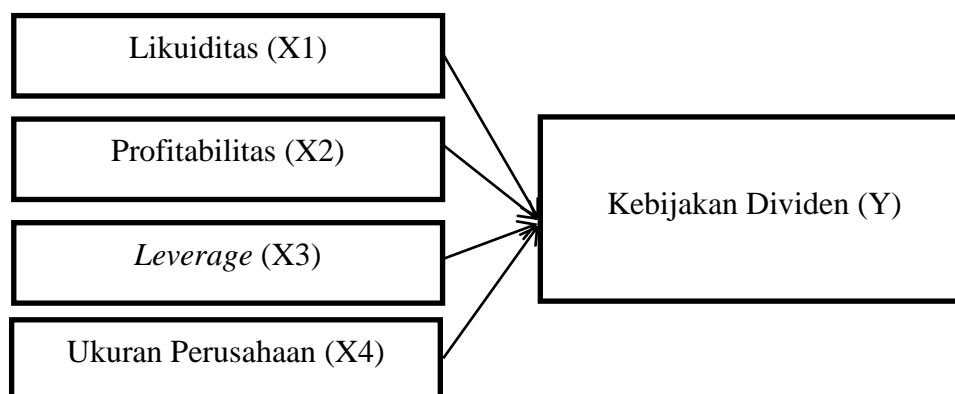 Likuiditas (X1)
Profitabilitas (X2)
Leverage (X3)
Ukuran Perusahaan (X4)
Kebijakan Dividen (Y)